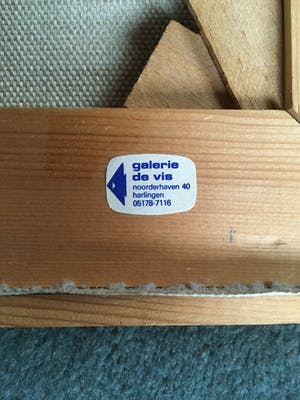 galerie
de vis
noorderhaven 40
harlingen
05178-7116